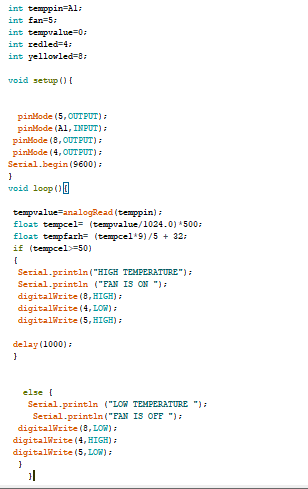 int temppin=A1;
int fan=5;
int tempvalue=0;
int redled=4;
int yellowled=8;
void setup(){
pinMode(5,OUTPUT);
pinMode(A1,INPUT);
pinMode(8,OUTPUT);
pinMode(4,OUTPUT);
Serial.begin(9600);
}
void loop(){
tempvalue=analogRead(temppin);
float tempcel= (tempvalue/1024.0)*500;
float tempfarh= (tempcel*9)/5 + 32;
if (tempcel>=50)
{
Serial.println("HIGH TEMPERATURE");
Serial.println ("FAN IS ON ");
digitalWrite(8,HIGH);
digitalWrite(4,LOW);
digitalWrite(5,HIGH);
delay(1000);
}
else {
Serial.println ("LOW TEMPERATURE ");
Serial.println("FAN IS OFF ");
digitalWrite(8,LOW);
digitalWrite(4,HIGH);
digitalWrite(5,LOW);
}
}